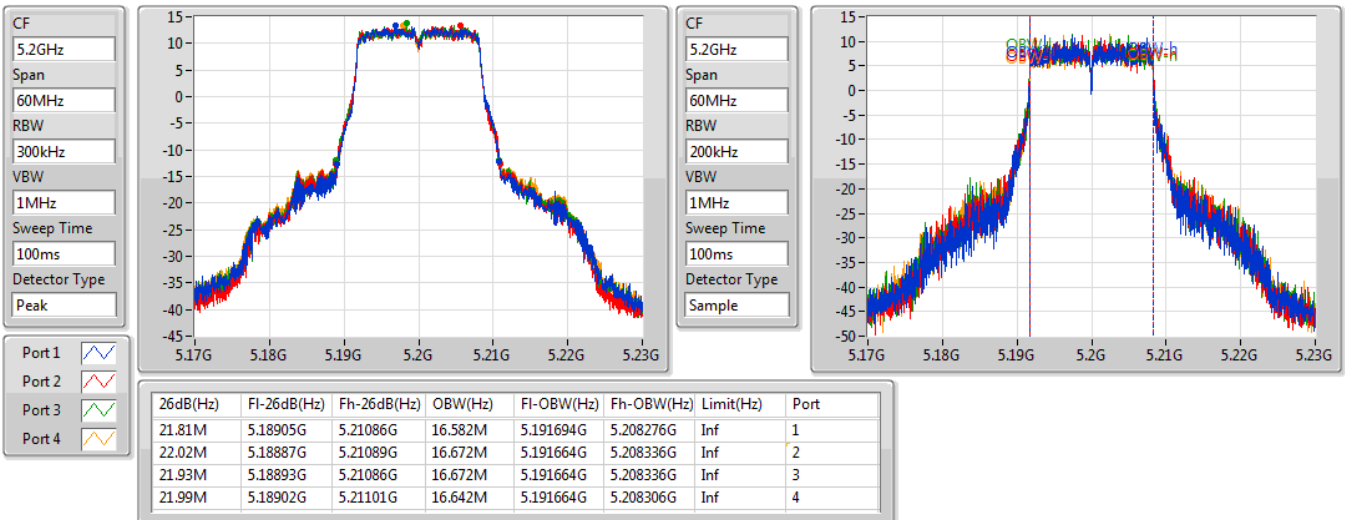 CF
5.2GHz
Span
60MHz
RBW
300kHz
VBW
1MHz
Sweep Time
100ms
Detector Type
Peak
15
10
5
0
-5
-10
-15
-20
-25
-30
-35
-40
-45
5.17G 5.18G 5.19G 5.2G 5.21G 5.22G 5.23G
CF
5.2GHz
Span
60MHz
RBW
200kHz
VBW
1MHz
Sweep Time
100ms
Detector Type
Sample
15
10
5
0
-5
-10
-15
-20
-25
-30
-35
-40
-45
-50
5.17G 5.18G 5.19G 5.2G 5.21G 5.22G 5.23G
Port 1
Port 2
Port 3
Port 4
26dB(Hz) Fl-26dB(Hz) Fh-26dB(Hz) OBW(Hz) Fl-OBW(Hz) Fh-OBW(Hz) Limit(Hz) Port
21.81M 5.18905G 5.21086G 16.582M 5.191694G 5.208276G Inf 1
22.02M 5.18887G 5.21089G 16.672M 5.191664G 5.208336G Inf 2
21.93M 5.18893G 5.21086G 16.672M 5.191664G 5.208336G Inf 3
21.99M 5.18902G 5.21101G 16.642M 5.191664G 5.208306G Inf 4